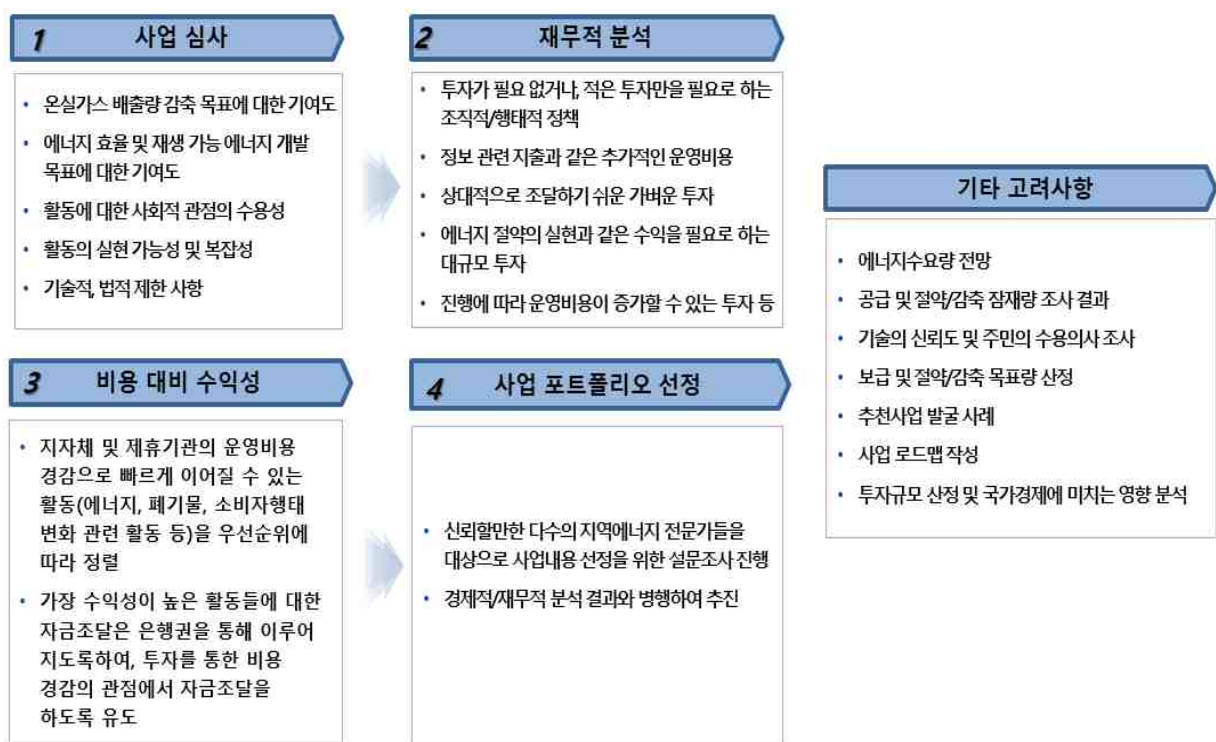 1 사업 심사
• 온실가스 배출량 감축 목표에 대한 기여도
• 에너지 효율 및 재생 가능 에너지 개발
목표에 대한 기여도
• 활동에 대한 사회적 관점의 수용성
• 활동의 실현 가능성 및 복잡성
• 기술적, 법적 제한 사항
2 재무적 분석
• 투자가 필요 없거나, 적은 투자만을 필요로 하는
조직적/행태적 정책
• 정보 관련 지출과 같은 추가적인 운영비용
• 상대적으로 조달하기 쉬운 가벼운 투자
• 에너지 절약의 실현과 같은 수익을 필요로 하는
대규모 투자
• 진행에 따라 운영비용이 증가할 수 있는 투자 등
3 비용 대비 수익성
• 지자체 및 제휴기관의 운영비용
경감으로 빠르게 이어질 수 있는
활동(에너지, 폐기물, 소비자행태
변화 관련 활동 등)을 우선순위에
따라 정렬
• 가장 수익성이 높은 활동들에 대한
자금조달은 은행권을 통해 이루어
지도록하여, 투자를 통한 비용
경감의 관점에서 자금조달을
하도록 유도
4 사업 포트폴리오 선정
• 신뢰할만한 다수의 지역에너지 전문가들을
대상으로 사업내용 선정을 위한 설문조사 진행
• 경제적/재무적 분석 결과와 병행하여 추진
기타 고려사항
• 에너지수요량 전망
• 공급 및 절약/감축 잠재량 조사 결과
• 기술의 신뢰도 및 주민의 수용의사 조사
• 보급 및 절약/감축 목표량 산정
• 추천사업 발굴 사례
• 사업 로드맵 작성
• 투자규모 산정 및 국가경제에 미치는 영향 분석